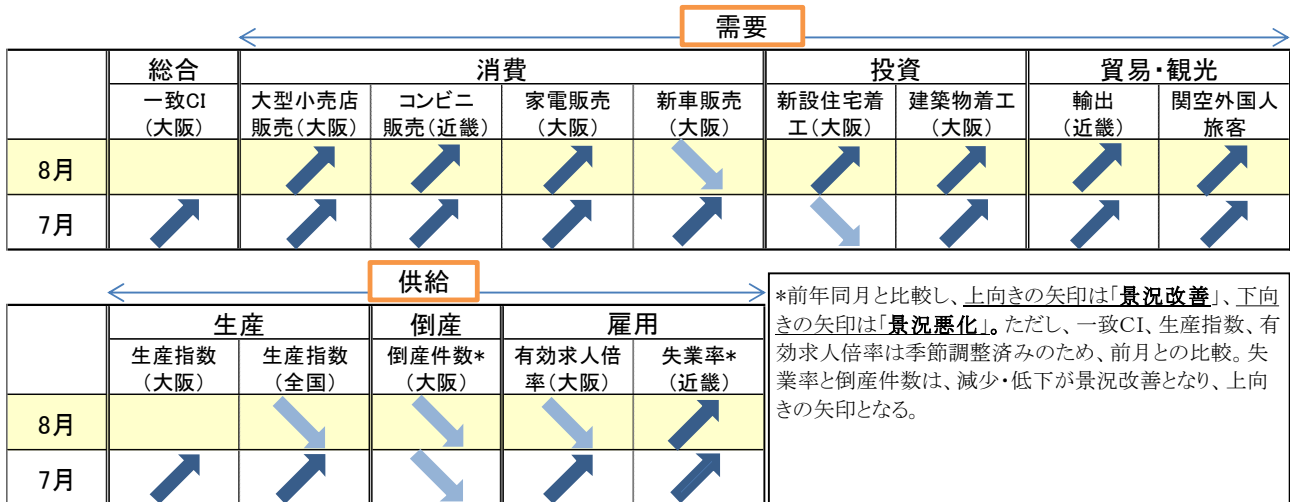 需要
総合 消費 投資 貿易・観光
一致CI 大型小売店 コンビニ 家電販売 新車販売 新設住宅着 建築物着工 輸出 関空外国人
(大阪) 販売(大阪) 販売(近畿) (大阪) (大阪) 工(大阪) (大阪) (近畿) 旅客
8月
7月
供給
生産 倒産 雇用
生産指数 生産指数 倒産件数* 有効求人倍 失業率*
(大阪) (全国) (大阪) 率(大阪) (近畿)
8月
7月
*前年同月と比較し、上向きの矢印は「景況改善」、下向
きの矢印は「景況悪化」。ただし、一致CI、生産指数、有
効求人倍率は季節調整済みのため、前月との比較。失
業率と倒産件数は、減少・低下が景況改善となり、上向
きの矢印となる。